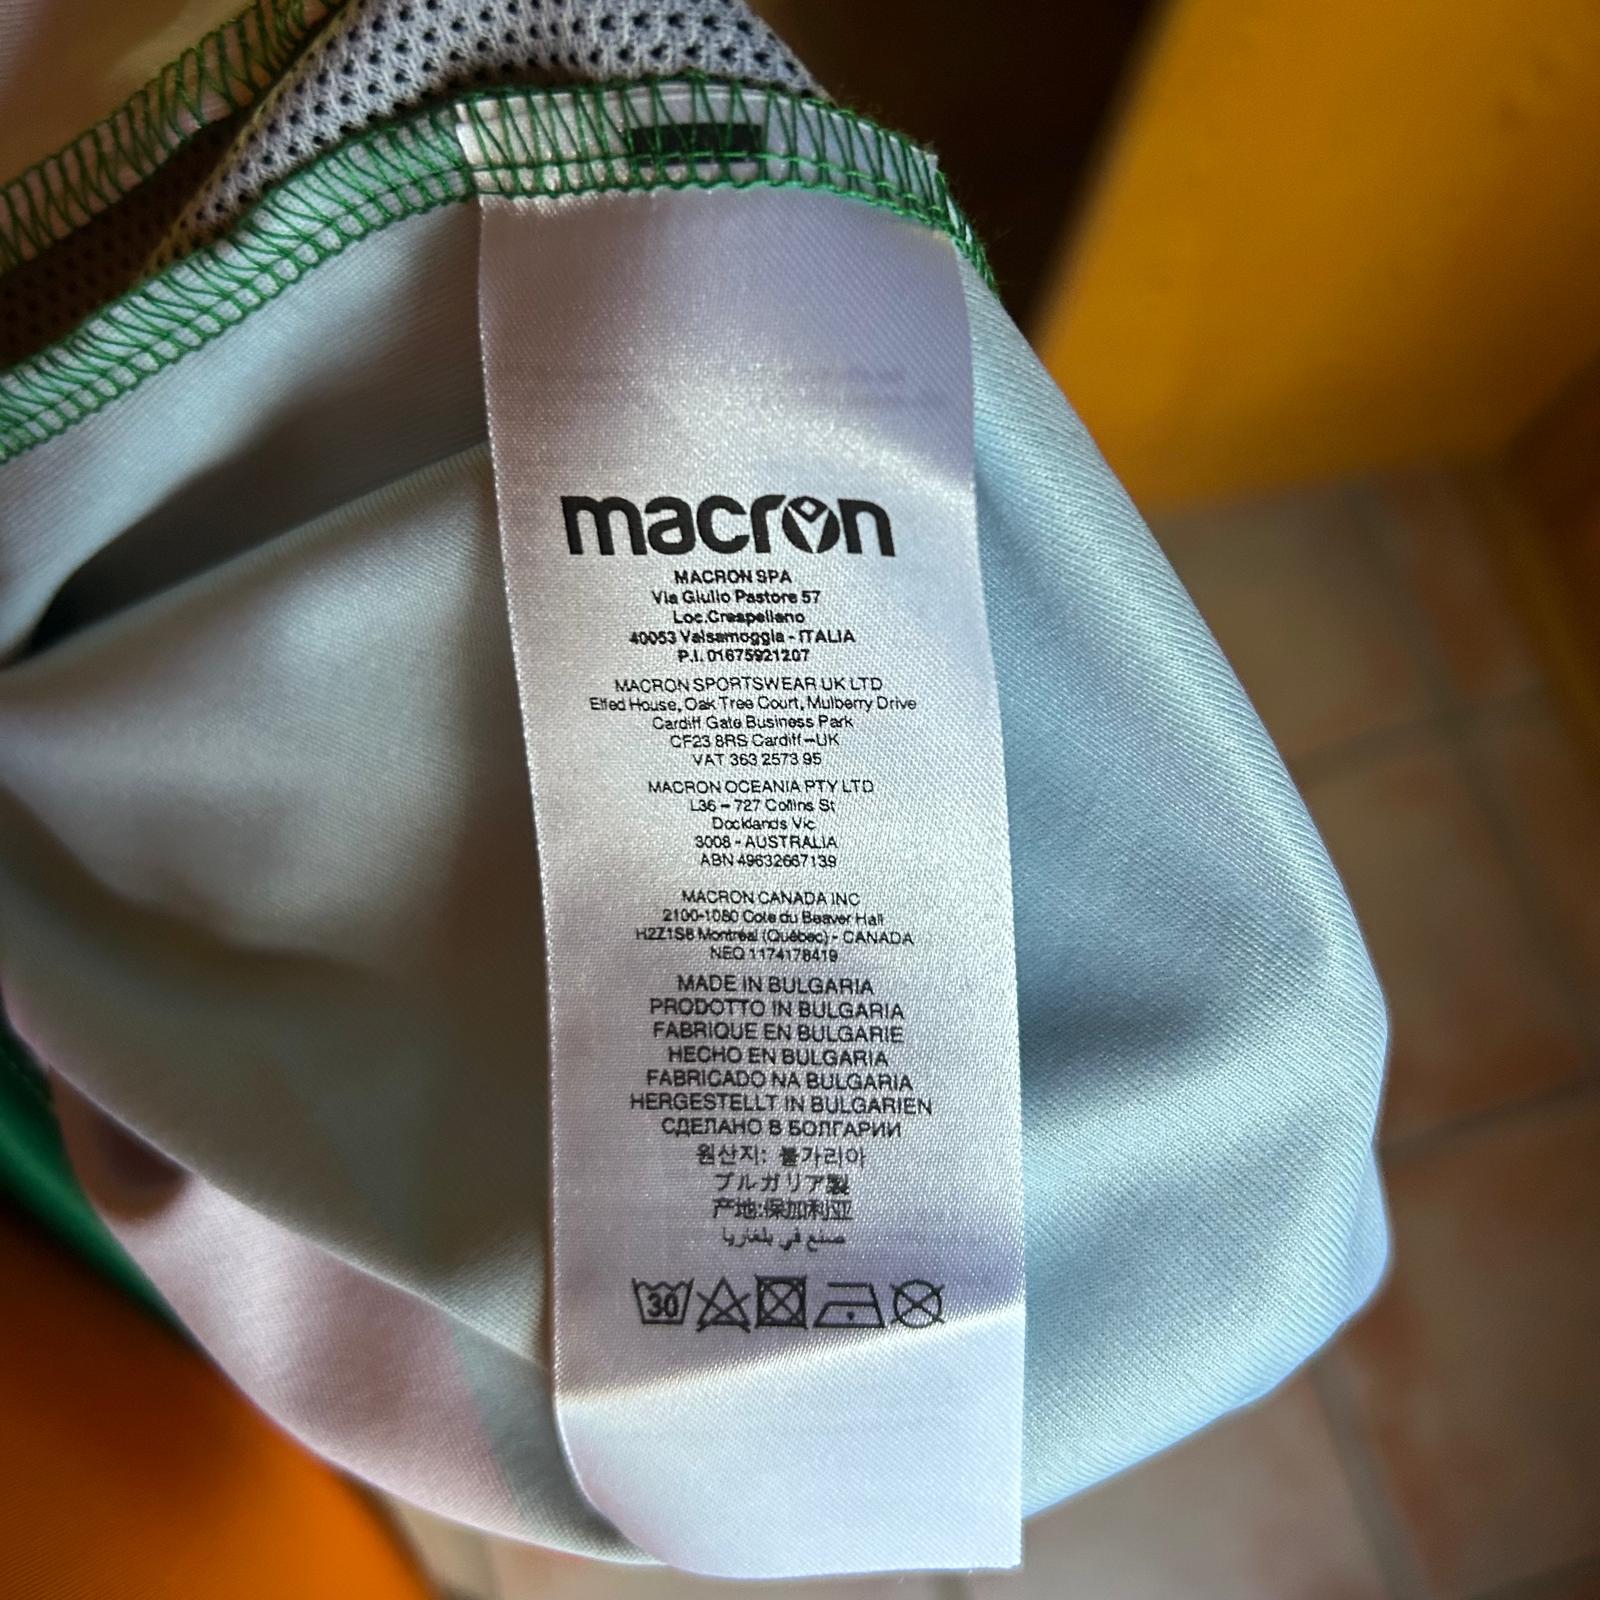 macron
MACRON SPA
Via Giulio Pastore 57
Loc.Crespellano
40053 Valsamoggia - ITALIA
P.I. 01675921207
MACRON SPORTSWEAR UK LTD
Elfed House, Oak Tree Court, Mulberry Drive
Cardiff Gate Business Park
CF23 8RS Cardiff-UK
VAT 363 2573 95
MACRON OCEANIA PTY LTD
L36 - 727 Collins St
Docklands Vic
3008 - AUSTRALIA
ABN 49632667139
MACRON CANADA INC
2100-1080 Cote du Beaver Hall
H2Z1S8 Montréal (Québec) - CANADA
NEQ 1174178419
MADE IN BULGARIA
PRODOTTO IN BULGARIA
FABRIQUE EN BULGARIE
HECHO EN BULGARIA
FABRICADO NA BULGARIA
HERGESTELLT IN BULGARIEN
СДЕЛАНО В БОЛГАРИИ
원산지: 불가리아
ブルガリア製
产地:保加利亚
صنع في بلغاريا
30